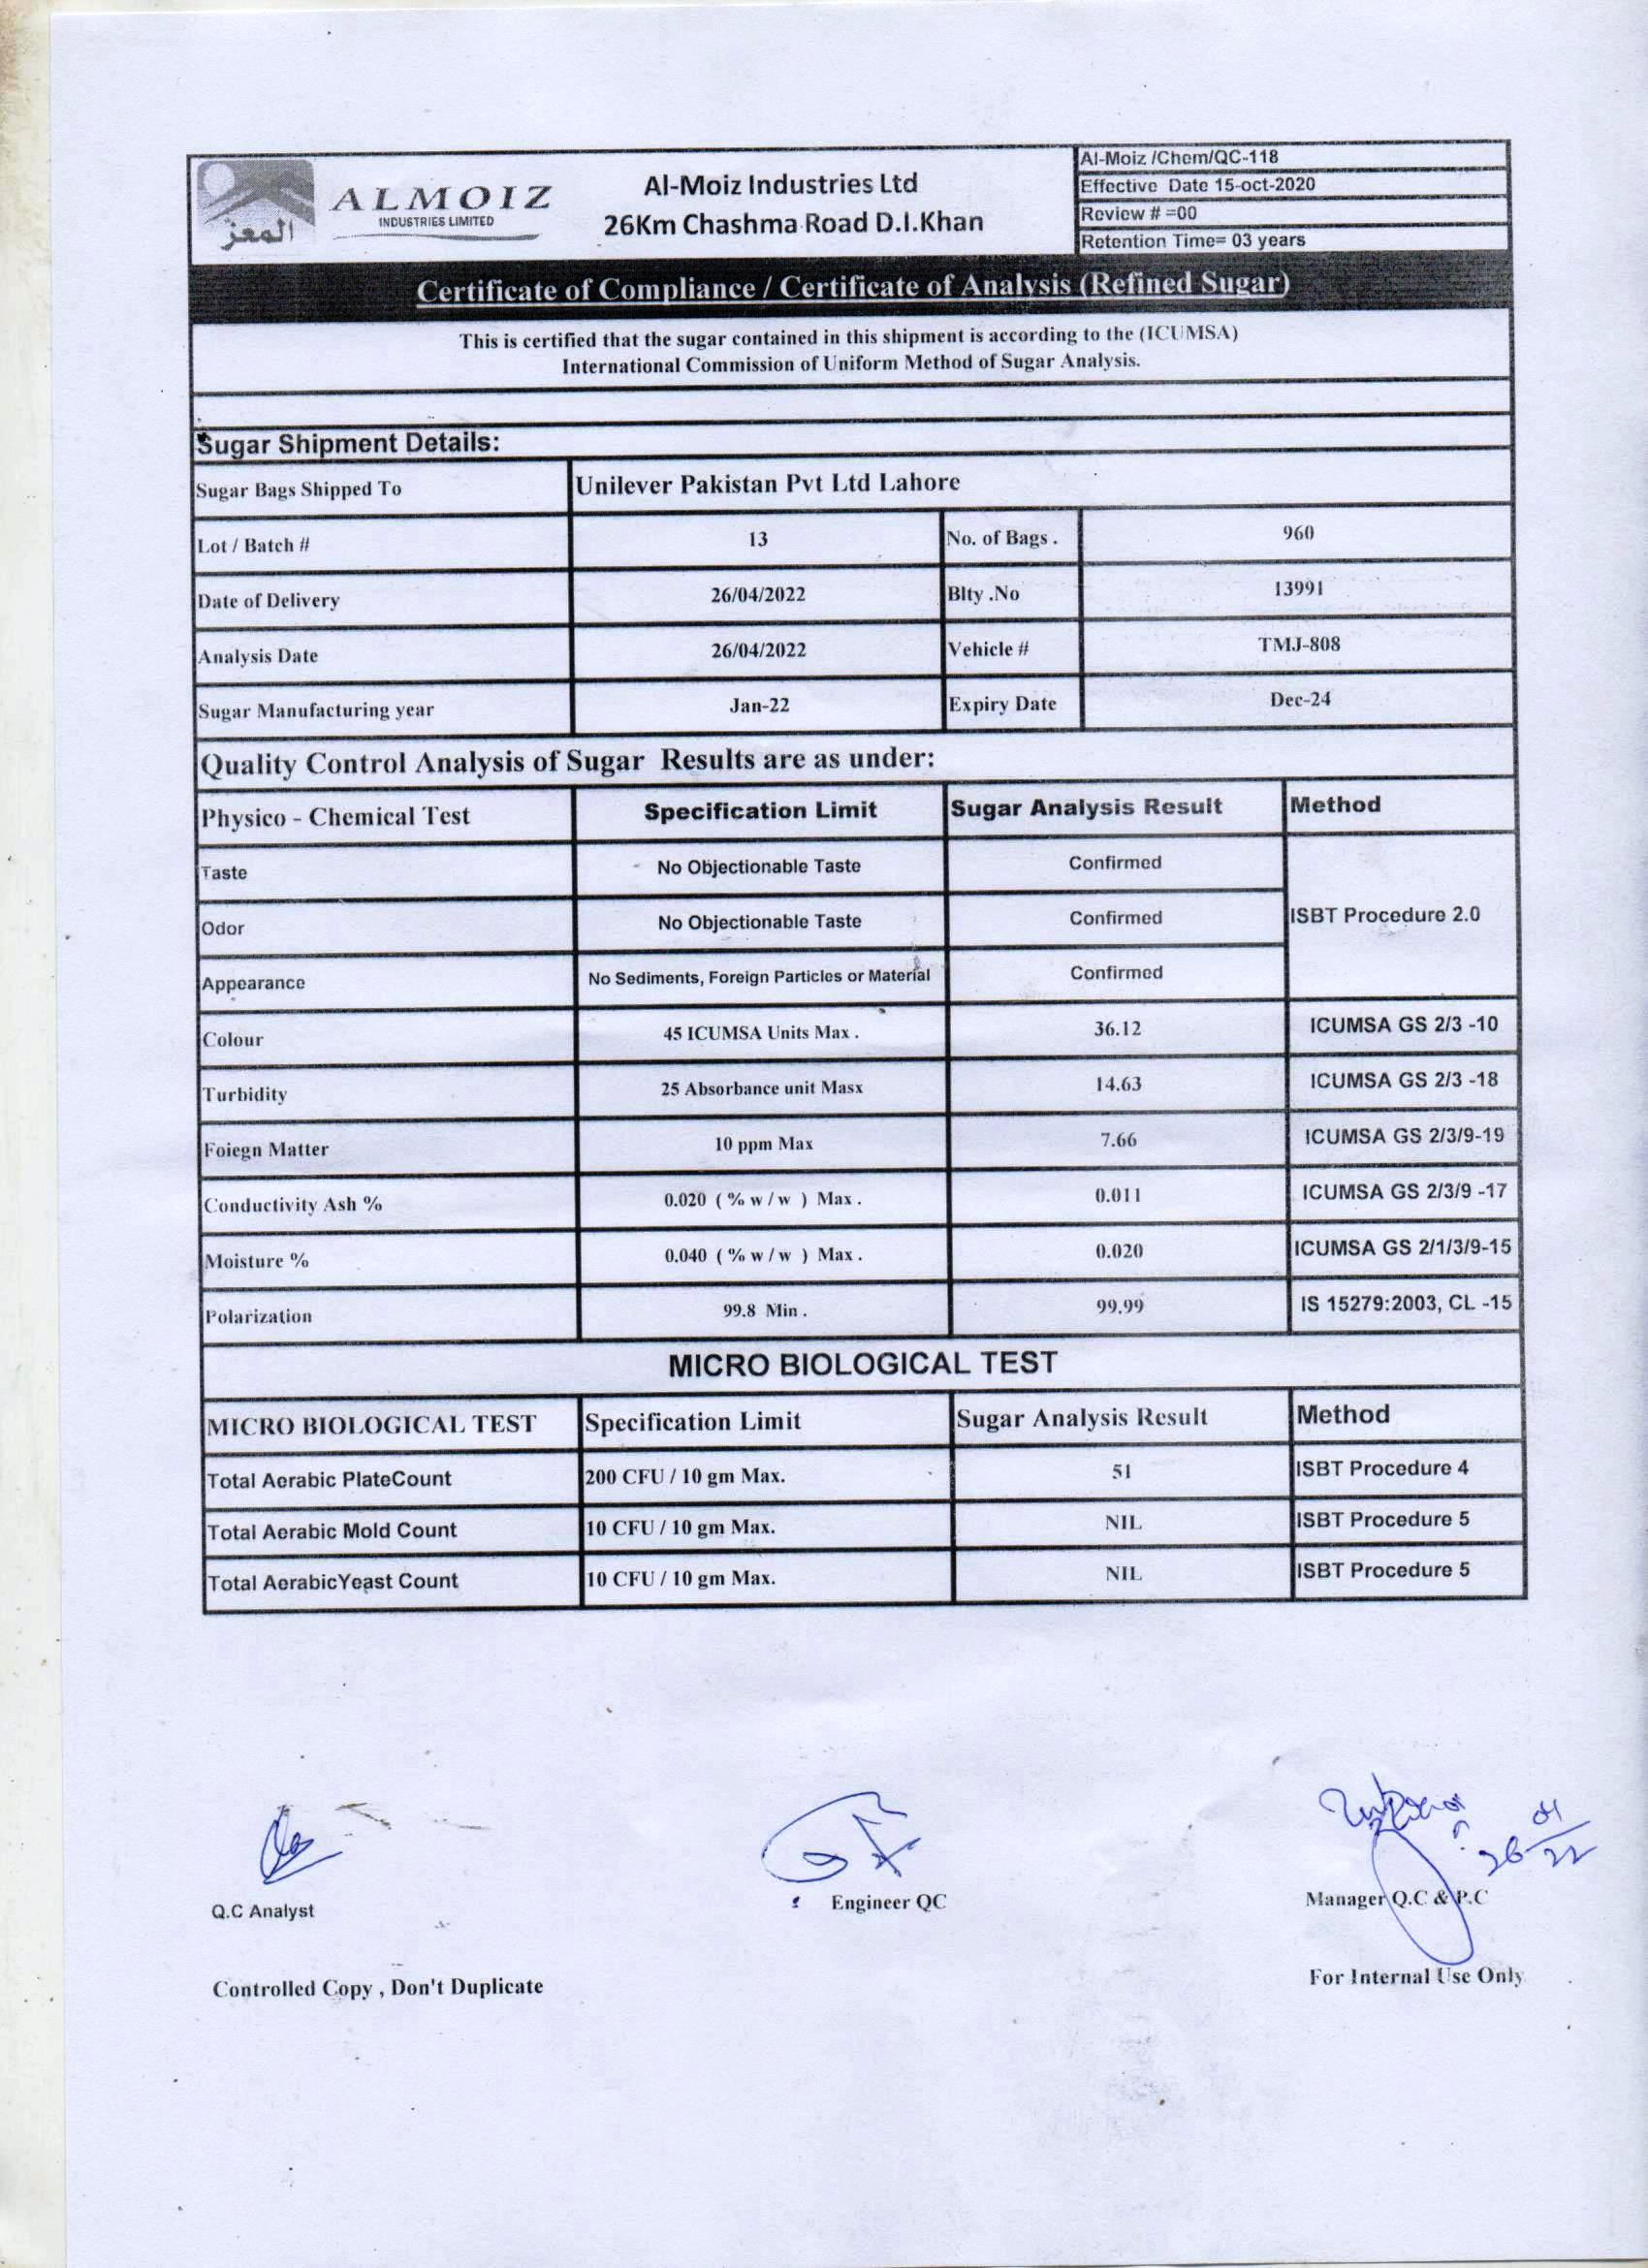 المعز
ALMOIZ
INDUSTRIES LIMITED
Al-Moiz Industries Ltd
26Km Chashma Road D.I.Khan
Al-Moiz /Chem/QC-118
Effective Date 15-oct-2020
Review # =00
Retention Time= 03 years
Certificate of Compliance / Certificate of Analysis (Refined Sugar)
This is certified that the sugar contained in this shipment is according to the (ICUMSA)
International Commission of Uniform Method of Sugar Analysis.
Sugar Shipment Details:
Sugar Bags Shipped To Unilever Pakistan Pvt Ltd Lahore
Lot / Batch # 13 No. of Bags . 960
Date of Delivery 26/04/2022 Blty .No 13991
Analysis Date 26/04/2022 Vehicle # TMJ-808
Sugar Manufacturing year Jan-22 Expiry Date Dec-24
Quality Control Analysis of Sugar Results are as under:
Physico - Chemical Test Specification Limit Sugar Analysis Result Method
Taste No Objectionable Taste Confirmed
Odor No Objectionable Taste Confirmed ISBT Procedure 2.0
Appearance No Sediments, Foreign Particles or Material Confirmed
Colour 45 ICUMSA Units Max . 36.12 ICUMSA GS 2/3 -10
Turbidity 25 Absorbance unit Masx 14.63 ICUMSA GS 2/3 -18
Foiegn Matter 10 ppm Max 7.66 ICUMSA GS 2/3/9-19
Conductivity Ash % 0.020 ( % w / w ) Max . 0.011 ICUMSA GS 2/3/9 -17
Moisture % 0.040 ( % w / w ) Max . 0.020 ICUMSA GS 2/1/3/9-15
Polarization 99.8 Min . 99.99 IS 15279:2003, CL -15
MICRO BIOLOGICAL TEST
MICRO BIOLOGICAL TEST Specification Limit Sugar Analysis Result Method
Total Aerabic PlateCount 200 CFU / 10 gm Max. 51 ISBT Procedure 4
Total Aerabic Mold Count 10 CFU / 10 gm Max. NIL ISBT Procedure 5
Total AerabicYeast Count 10 CFU / 10 gm Max. NIL ISBT Procedure 5
26 04/22
Q.C Analyst Engineer QC Manager Q.C & P.C
Controlled Copy , Don't Duplicate For Internal Use Only